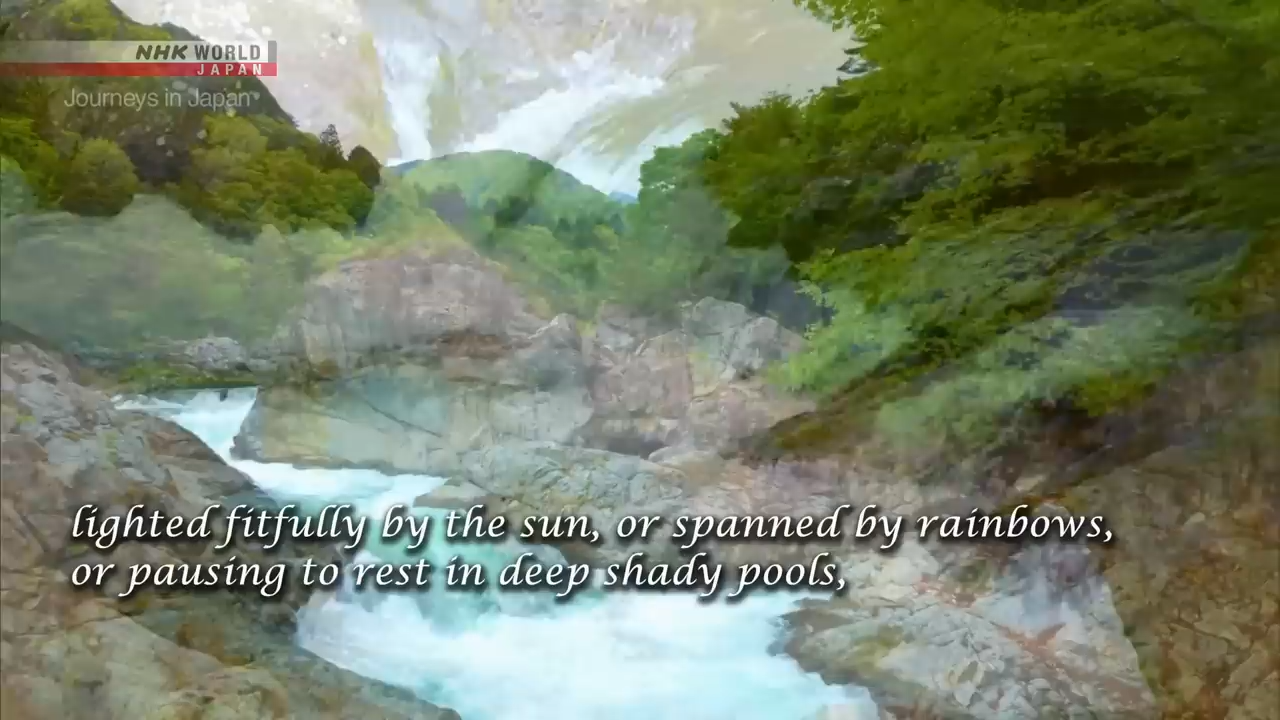 NHK WORLD
JAPAN
Journeys in Japan
lighted fitfully by the sun, or spanned by rainbows,
or pausing to rest in deep shady pools,